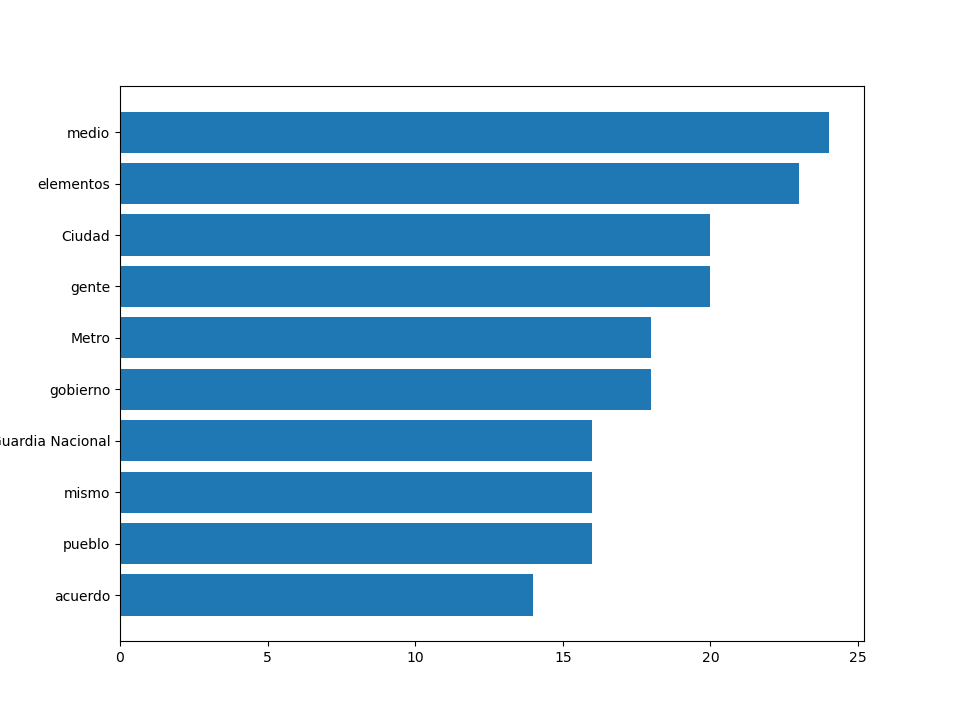 medio
elementos
Ciudad
gente
Metro
gobierno
uardia Nacional
mismo
pueblo
acuerdo
0 5 10 15 20 25